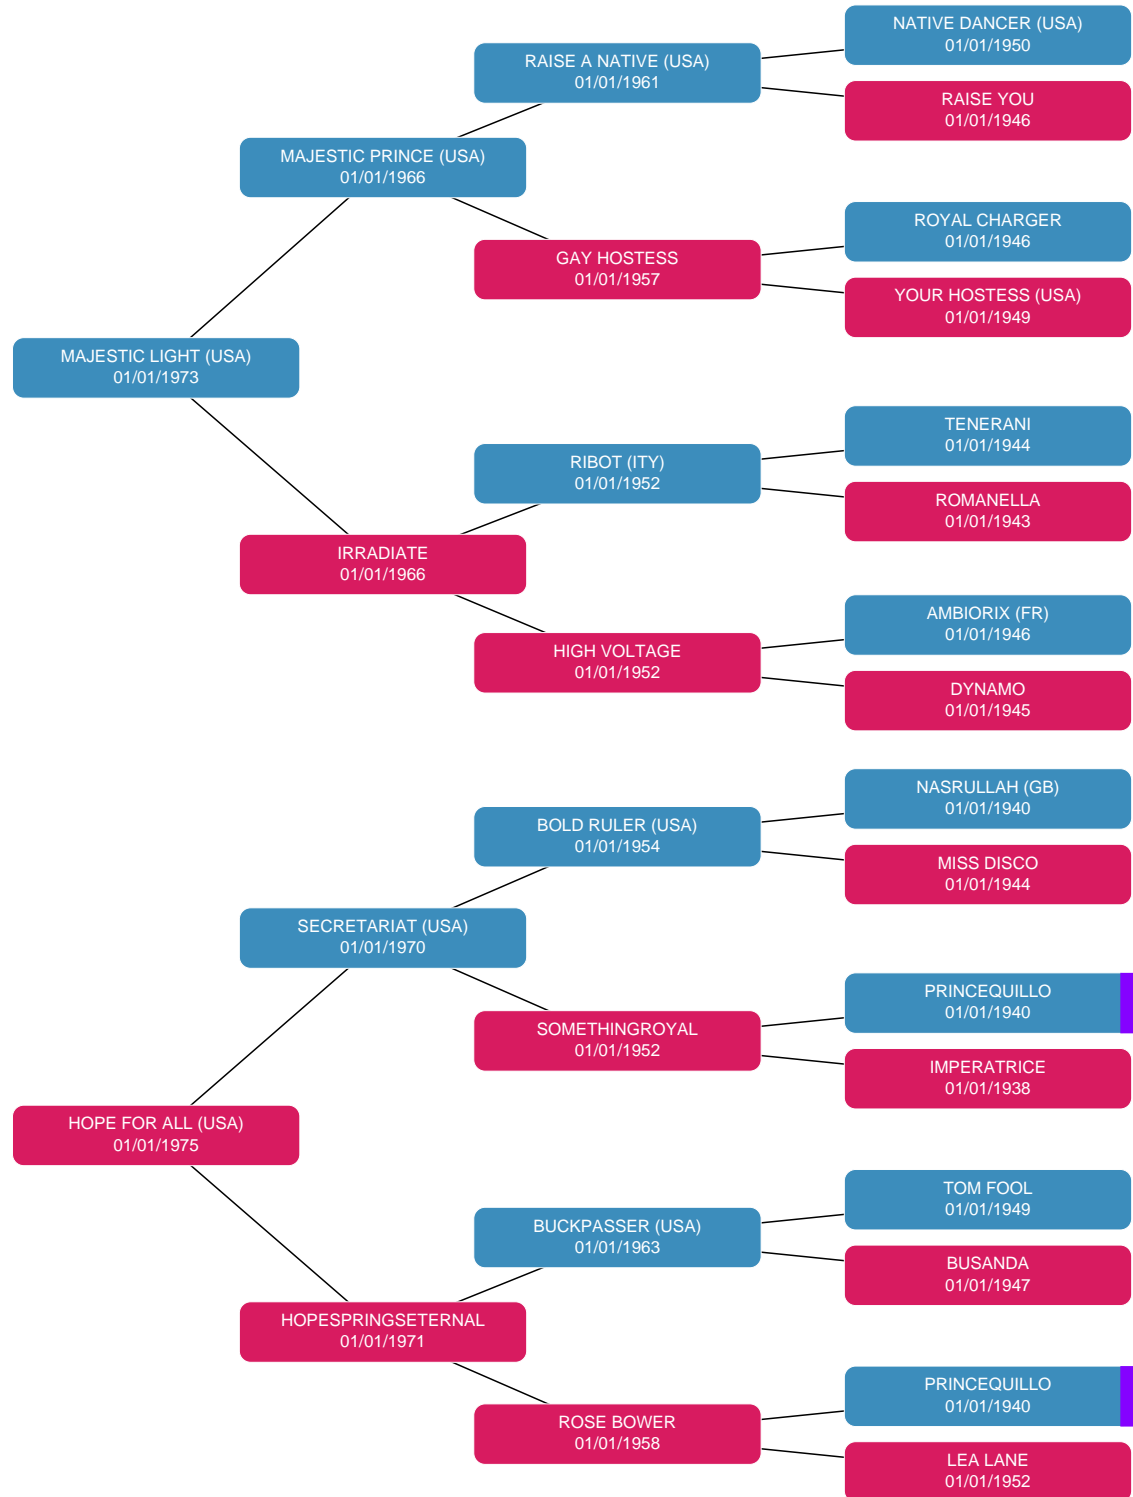 NATIVE DANCER (USA)
01/01/1950
RAISE A NATIVE (USA)
01/01/1961
RAISE YOU
01/01/1946
MAJESTIC PRINCE (USA)
01/01/1966
ROYAL CHARGER
01/01/1946
GAY HOSTESS
01/01/1957
YOUR HOSTESS (USA)
01/01/1949
MAJESTIC LIGHT (USA)
01/01/1973
TENERANI
01/01/1944
RIBOT (ITY)
01/01/1952
ROMANELLA
01/01/1943
IRRADIATE
01/01/1966
AMBIORIX (FR)
01/01/1946
HIGH VOLTAGE
01/01/1952
DYNAMO
01/01/1945
NASRULLAH (GB)
01/01/1940
BOLD RULER (USA)
01/01/1954
MISS DISCO
01/01/1944
SECRETARIAT (USA)
01/01/1970
PRINCEQUILLO
01/01/1940
SOMETHINGROYAL
01/01/1952
IMPERATRICE
01/01/1938
HOPE FOR ALL (USA)
01/01/1975
TOM FOOL
01/01/1949
BUCKPASSER (USA)
01/01/1963
BUSANDA
01/01/1947
HOPESPRINGSETERNAL
01/01/1971
PRINCEQUILLO
01/01/1940
ROSE BOWER
01/01/1958
LEA LANE
01/01/1952